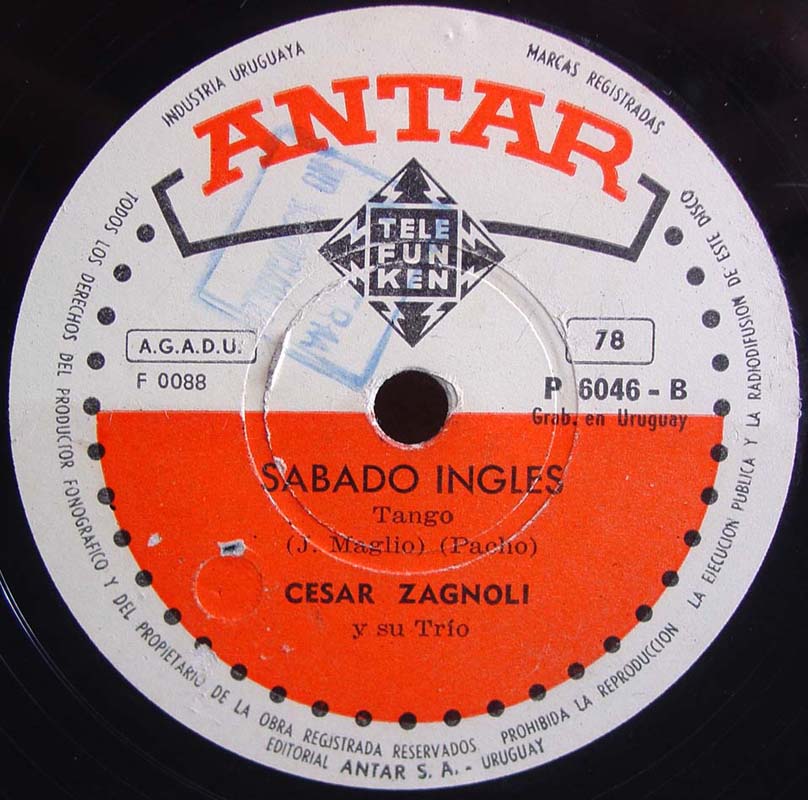 INDUSTRIA URUGUAYA
MARCAS REGISTRADAS
ANTAR
TELE
FUN
KEN
A.G.A.D.U.
78
F 0088
P 6046 - B
Grab. en Uruguay
SABADO INGLES
Tango
(J. Maglio) (Pacho)
CESAR ZAGNOLI
y su Trío
TODOS LOS DERECHOS DEL PRODUCTOR FONOGRAFICO Y DEL PROPIETARIO DE LA OBRA REGISTRADA RESERVADOS. PROHIBIDA LA REPRODUCCION LA EJECUCION PUBLICA Y LA RADIODIFUSION DE ESTE DISCO
EDITORIAL ANTAR S. A. - URUGUAY